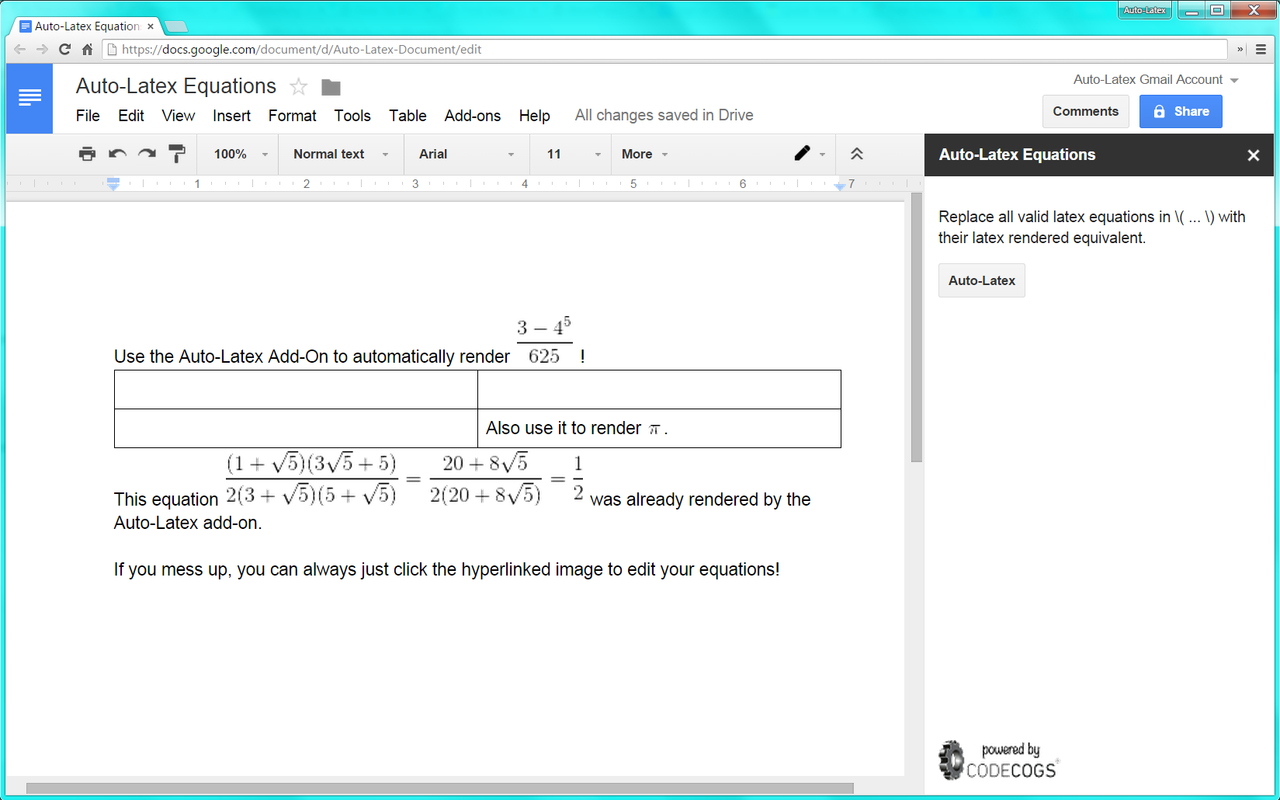 Auto-Latex
Auto-Latex Equation ×
https://docs.google.com/document/d/Auto-Latex-Document/edit
»
Auto-Latex Equations
Auto-Latex Gmail Account
File Edit View Insert Format Tools Table Add-ons Help All changes saved in Drive
Comments Share
100% Normal text Arial 11 More
Auto-Latex Equations ×
1 2 3 4 5 6 7
Replace all valid latex equations in \( ... \) with
their latex rendered equivalent.
Auto-Latex
Use the Auto-Latex Add-On to automatically render \frac{3 - 4^5}{625} !
Also use it to render π .
This equation \frac{(1 + \sqrt{5})(3\sqrt{5} + 5)}{2(3 + \sqrt{5})(5 + \sqrt{5})} = \frac{20 + 8\sqrt{5}}{2(20 + 8\sqrt{5})} = \frac{1}{2} was already rendered by the
Auto-Latex add-on.
If you mess up, you can always just click the hyperlinked image to edit your equations!
powered by
CODECOGS